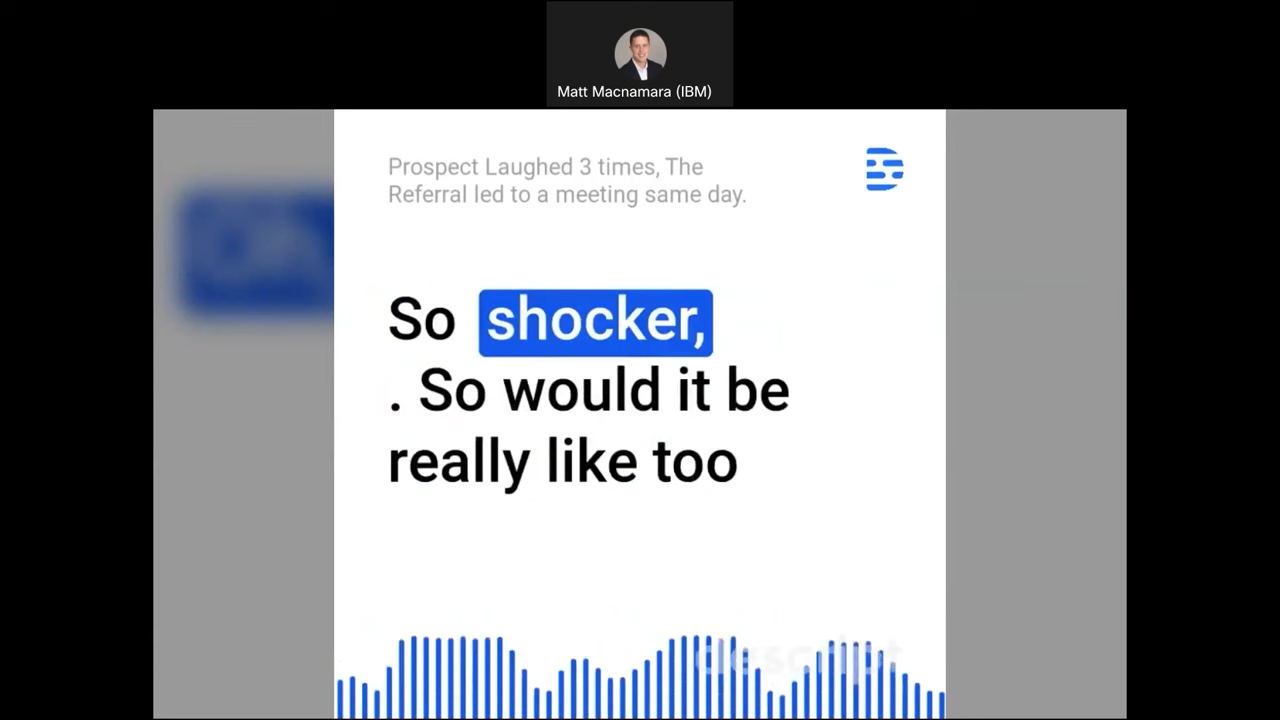 Matt Macnamara (IBM)
Prospect Laughed 3 times, The
Referral led to a meeting same day.
So shocker,
. So would it be
really like too
descript